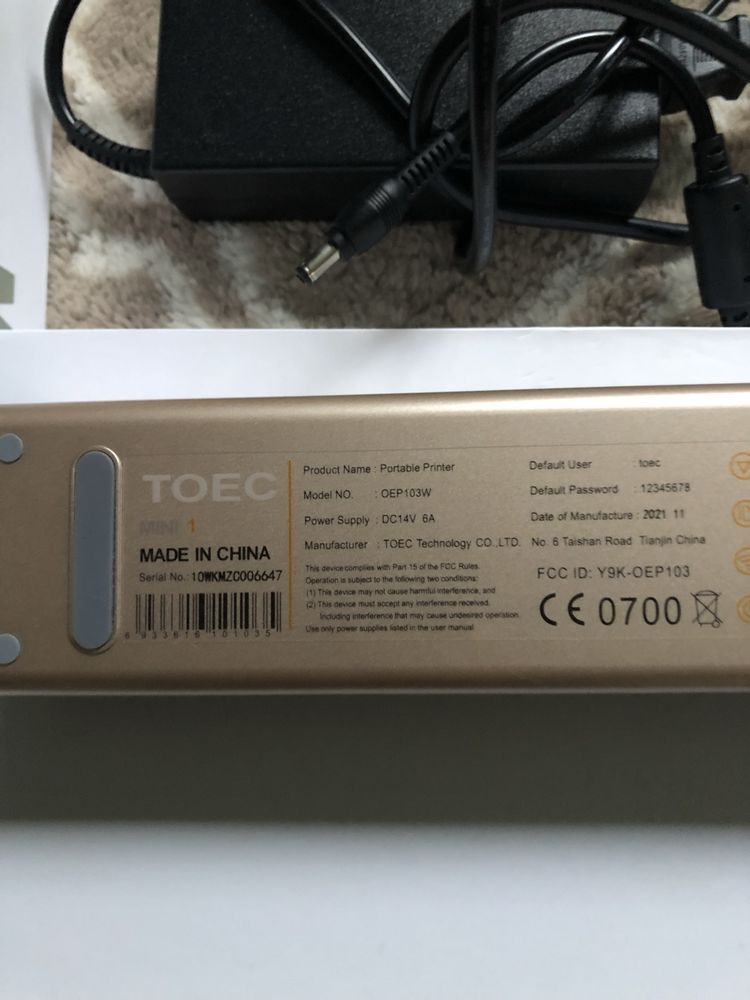 TOEC
MINI 1
MADE IN CHINA
Serial No.: 10WKMZC006647
6 933616 101035
Product Name : Portable Printer
Model NO. : OEP103W
Power Supply : DC14V 6A
Manufacturer : TOEC Technology CO.,LTD. No. 6 Taishan Road Tianjin China
Default User : toec
Default Password : 12345678
Date of Manufacture : 2021. 11
This device complies with Part 15 of the FCC Rules.
Operation is subject to the following two conditions:
(1) This device may not cause harmful interference, and
(2) This device must accept any interference received,
Including interference that may cause undesired operation.
Use only power supplies listed in the user manual
FCC ID: Y9K-OEP103
CE 0700